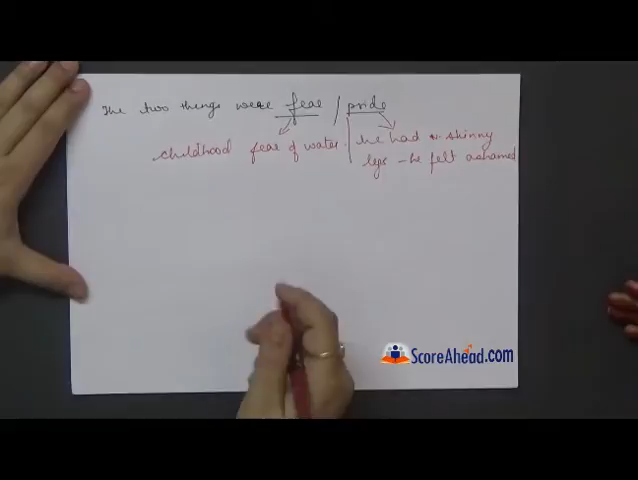 The two things were fear / pride
childhood fear of water. he had skinny
legs - he felt ashamed
ScoreAhead.com